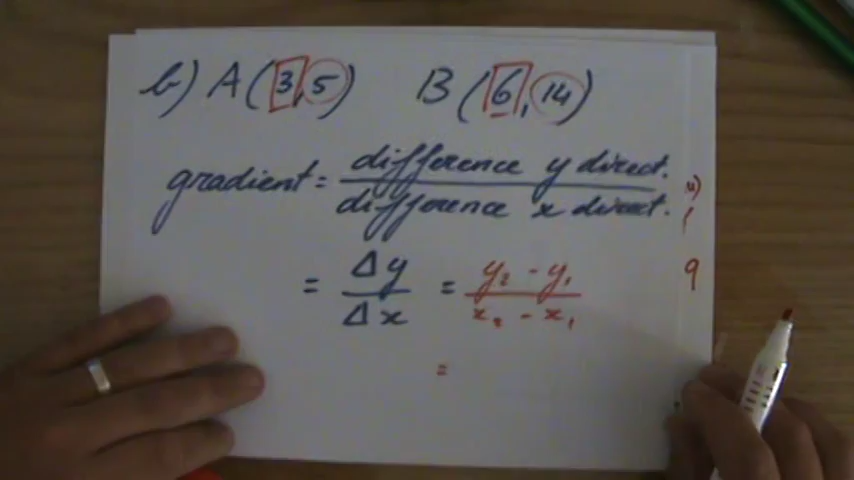 b) A (3,5) B (6,14)
gradient = difference y direct. / difference x direct.
= Δy / Δx = y₂ - y₁ / x₂ - x₁
=
9